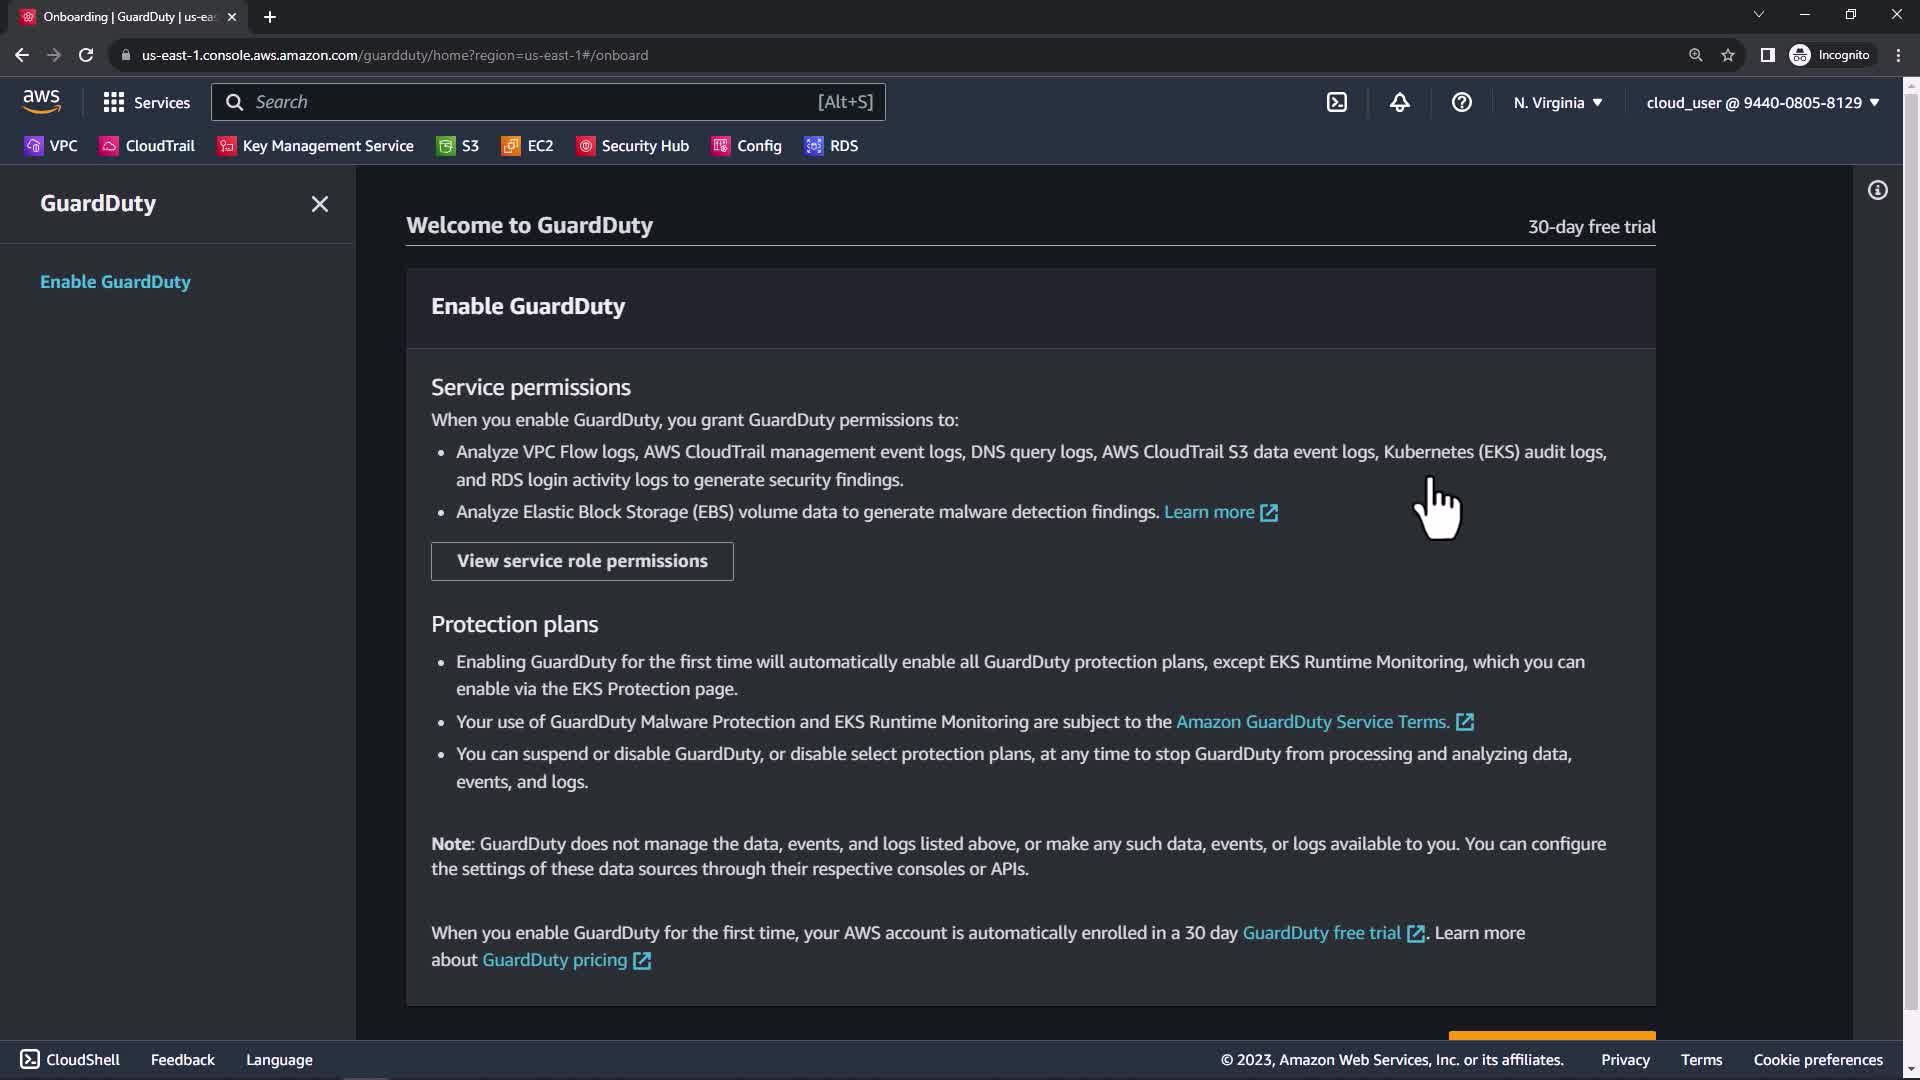 Onboarding | GuardDuty | us-ea
us-east-1.console.aws.amazon.com/guardduty/home?region=us-east-1#/onboard
Incognito
aws
Services
Search
[Alt+S]
N. Virginia
cloud_user @ 9440-0805-8129
VPC
CloudTrail
Key Management Service
S3
EC2
Security Hub
Config
RDS
GuardDuty
Enable GuardDuty
Welcome to GuardDuty
30-day free trial
Enable GuardDuty
Service permissions
When you enable GuardDuty, you grant GuardDuty permissions to:
• Analyze VPC Flow logs, AWS CloudTrail management event logs, DNS query logs, AWS CloudTrail S3 data event logs, Kubernetes (EKS) audit logs,
and RDS login activity logs to generate security findings.
• Analyze Elastic Block Storage (EBS) volume data to generate malware detection findings. Learn more
View service role permissions
Protection plans
• Enabling GuardDuty for the first time will automatically enable all GuardDuty protection plans, except EKS Runtime Monitoring, which you can
enable via the EKS Protection page.
• Your use of GuardDuty Malware Protection and EKS Runtime Monitoring are subject to the Amazon GuardDuty Service Terms.
• You can suspend or disable GuardDuty, or disable select protection plans, at any time to stop GuardDuty from processing and analyzing data,
events, and logs.
Note: GuardDuty does not manage the data, events, and logs listed above, or make any such data, events, or logs available to you. You can configure
the settings of these data sources through their respective consoles or APIs.
When you enable GuardDuty for the first time, your AWS account is automatically enrolled in a 30 day GuardDuty free trial . Learn more
about GuardDuty pricing
CloudShell
Feedback
Language
© 2023, Amazon Web Services, Inc. or its affiliates.
Privacy
Terms
Cookie preferences